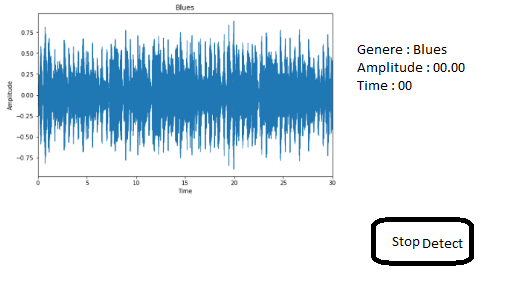 Blues
0.75
0.50
0.25
0.00
−0.25
−0.50
−0.75
Amplitude
0 5 10 15 20 25 30
Time
Genere : Blues
Amplitude : 00.00
Time : 00
Stop Detect